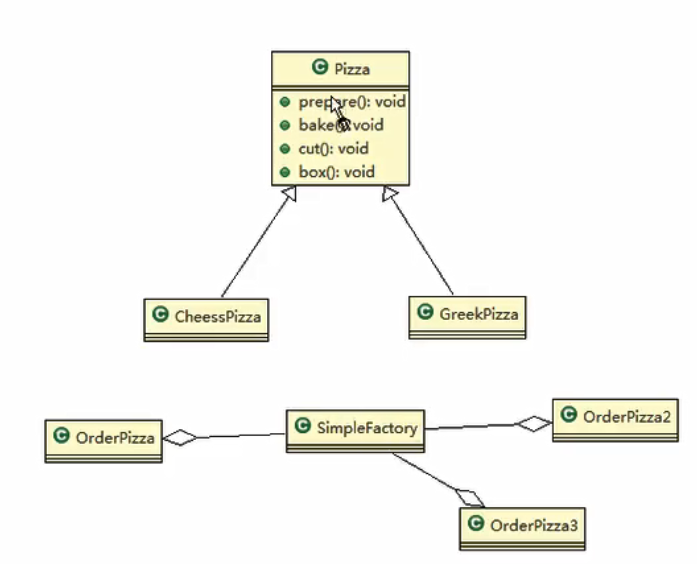 Pizza
prepare(): void
bake(): void
cut(): void
box(): void
CheessPizza
GreekPizza
OrderPizza
SimpleFactory
OrderPizza2
OrderPizza3